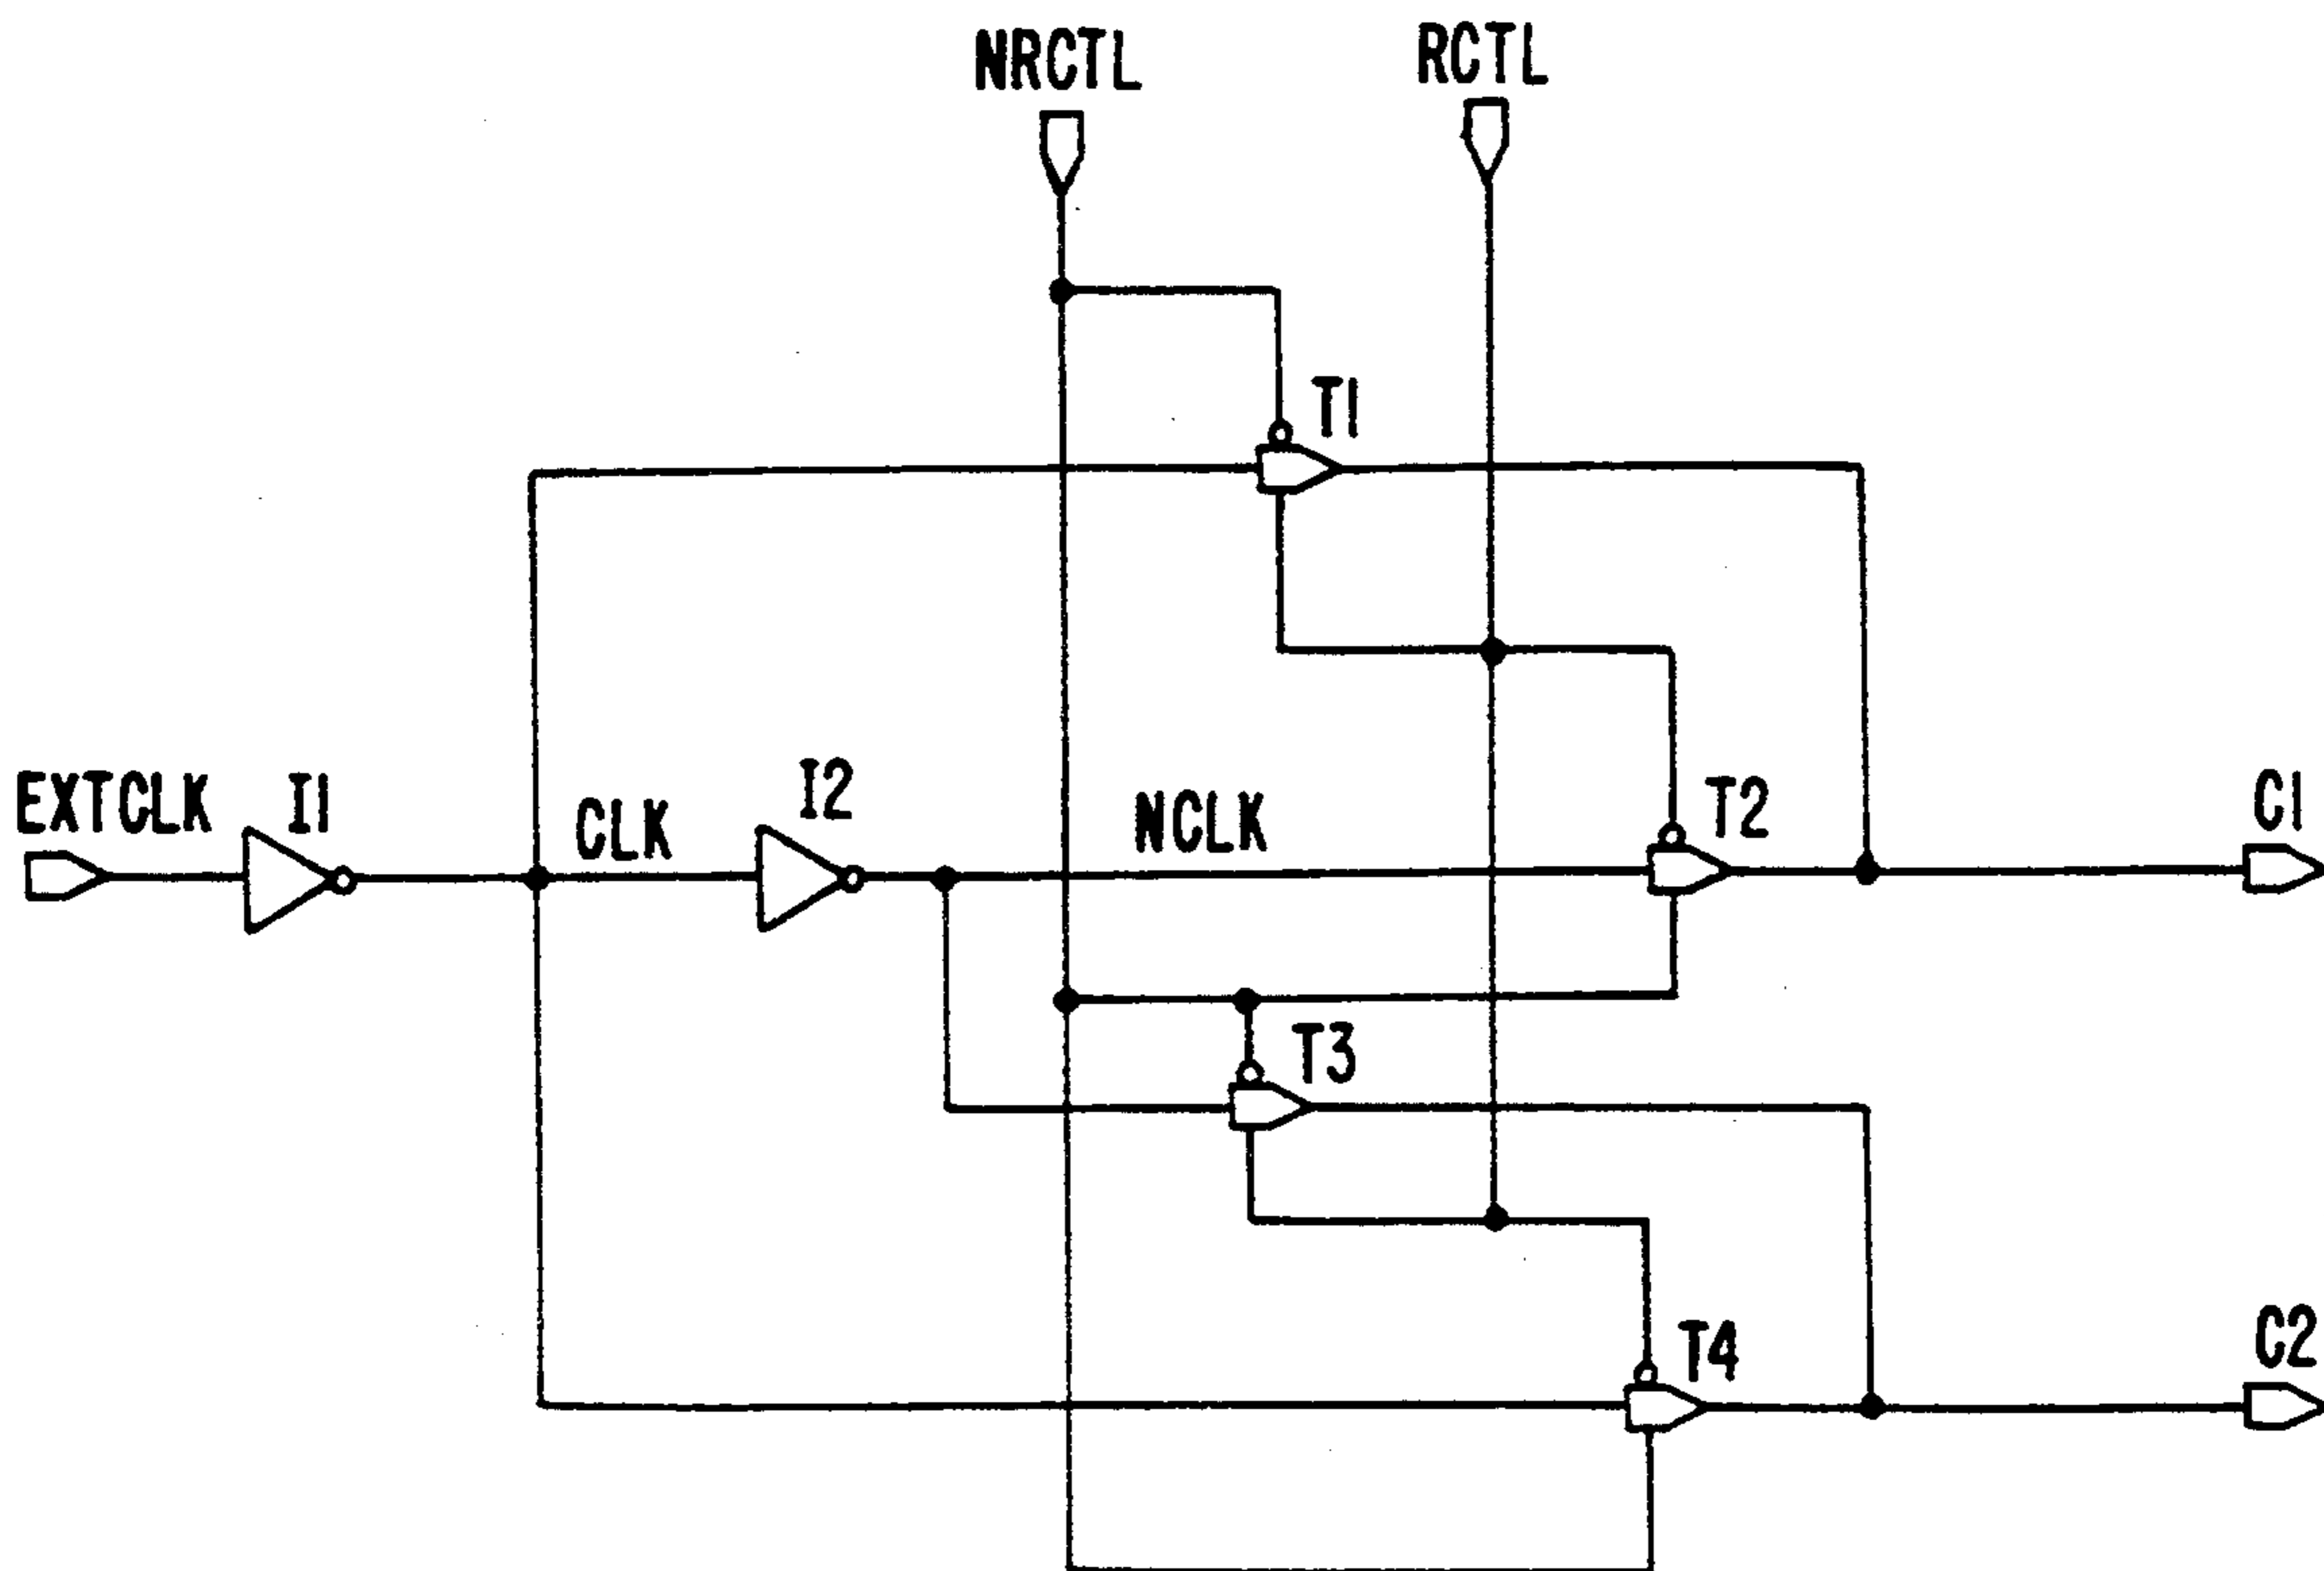 NRCTL
RCTL
T1
EXTCLK
I1
CLK
I2
NCLK
T2
C1
T3
T4
C2